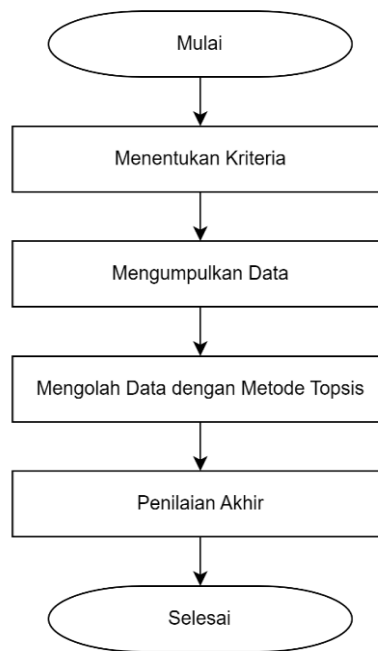 Mulai
Menentukan Kriteria
Mengumpulkan Data
Mengolah Data dengan Metode Topsis
Penilaian Akhir
Selesai